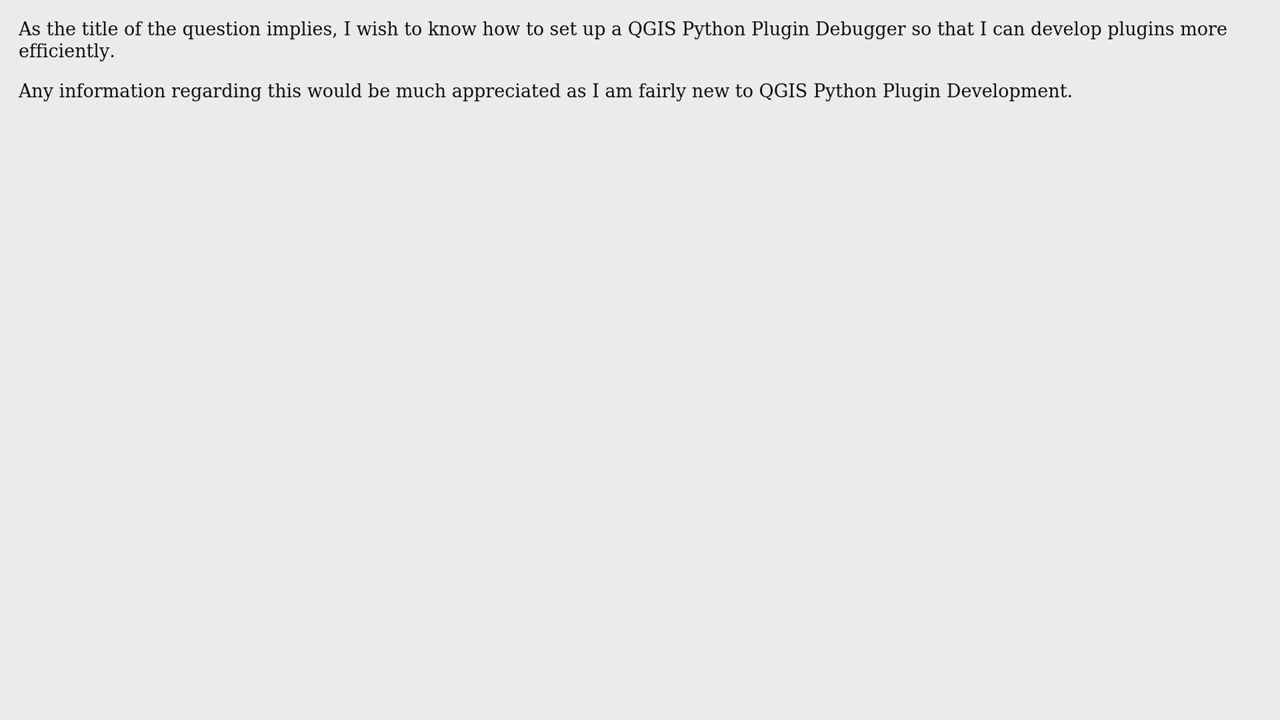 As the title of the question implies, I wish to know how to set up a QGIS Python Plugin Debugger so that I can develop plugins more
efficiently.
Any information regarding this would be much appreciated as I am fairly new to QGIS Python Plugin Development.